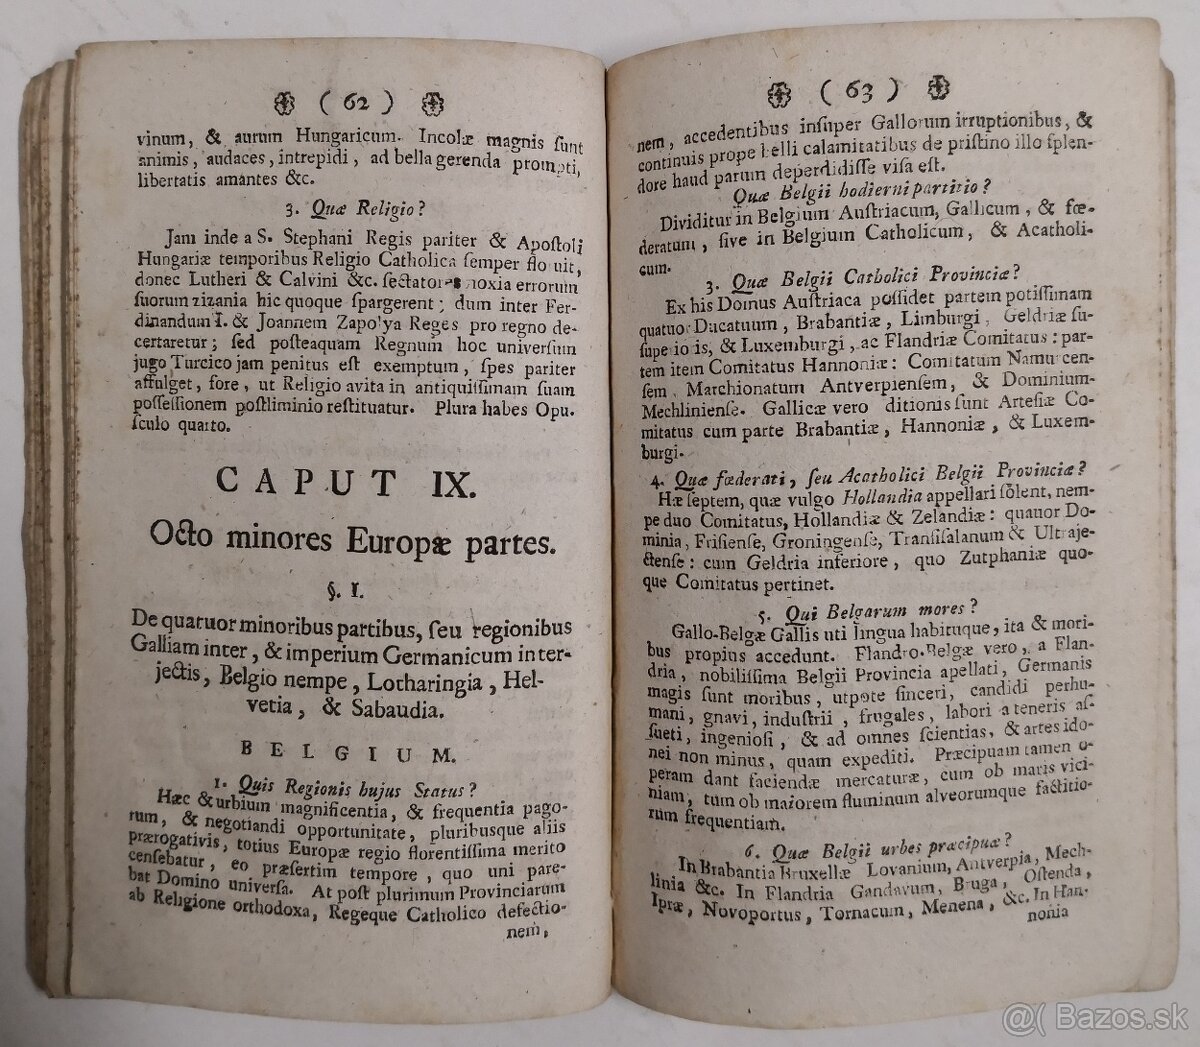 ( 62 )
vinum, & aurum Hungaricum. Incolæ magnis ſunt
animis, audaces, intrepidi, ad bella gerenda prompti,
libertatis amantes &c.
3. Quæ Religio?
Jam inde a S. Stephani Regis pariter & Apoſtoli
Hungariæ temporibus Religio Catholica ſemper floruit,
donec Lutheri & Calvini &c. ſectatores noxia errorum
ſuorum zizania hic quoque ſpargerent; dum inter Fer-
dinandum I. & Joannem Zapolya Reges pro regno de-
certaretur; ſed poſteaquam Regnum hoc univerſum
jugo Turcico jam penitus eſt exemptum, ſpes pariter
affulget, fore, ut Religio avita in antiquiſſimam ſuam
poſſeſſionem poſtliminio reſtituatur. Plura habes Opu.
ſculo quarto.
CAPUT IX.
Octo minores Europæ partes.
§. I.
De quatuor minoribus partibus, ſeu regionibus
Galliam inter, & imperium Germanicum inter-
jectis, Belgio nempe, Lotharingia, Hel-
vetia, & Sabaudia.
BELGIUM.
1. Quis Regionis hujus Status?
Hæc & urbium magnificentia, & frequentia pago-
rum, & negotiandi opportunitate, pluribusque aliis
prærogativis, totius Europæ regio florentiſſima merito
cenſebatur, eo præſertim tempore, quo uni pare-
bat Domino univerſa. At poſt plurimum Provinciarum
ab Religione orthodoxa, Regeque Catholico defectio-
nem,
( 63 )
nem, accedentibus inſuper Gallorum irruptionibus, &
continuis prope belli calamitatibus de priſtino illo ſplen-
dore haud parum deperdidiſſe viſa eſt.
Quæ Belgii hodierni partitio?
Dividitur in Belgium Auſtriacum, Gallicum, & fœ-
deratum, ſive in Belgium Catholicum, & Acatholi-
cum.
3. Quæ Belgii Catholici Provinciæ?
Ex his Domus Auſtriaca poſſidet partem potiſſimam
quatuor Ducatuum, Brabantiæ, Limburgi, Geldriæ ſu-
ſuperioris, & Luxemburgi, ac Flandriæ Comitatus: par-
tem item Comitatus Hannoniæ: Comitatum Namurcen-
ſem, Marchionatum Antverpienſem, & Dominium-
Mechlinienſe. Gallicæ vero ditionis ſunt Arteſiæ Co-
mitatus cum parte Brabantiæ, Hannoniæ, & Luxem-
burgi.
4. Quæ fœderati, ſeu Acatholici Belgii Provinciæ?
Hæ ſeptem, quæ vulgo Hollandia appellari ſolent, nem-
pe duo Comitatus, Hollandiæ & Zelandiæ: quatuor Do-
minia, Friſienſe, Groningenſe, Tranſiſalanum & Ultraje-
ctenſe: cum Geldria inferiore, quo Zutphaniæ quo-
que Comitatus pertinet.
5. Qui Belgarum mores?
Gallo-Belgæ Gallis uti lingua habituque, ita & mori-
bus propius accedunt. Flandro-Belgæ vero, a Flan-
dria, nobiliſſima Belgii Provincia apellati, Germanis
magis ſunt moribus, utpote ſinceri, candidi perhu-
mani, gnavi, induſtrii, frugales, labori a teneris aſ-
ſueti, ingenioſi, & ad omnes ſcientias, & artes ido-
nei non minus, quam expediti. Præcipuam tamen o-
peram dant faciendæ mercaturæ, cum ob maris vici-
niam, tum ob maiorem fluminum alveorumque factitio-
rum frequentiam.
6. Quæ Belgii urbes præcipuæ?
In Brabantia Bruxellæ Lovanium, Antverpia, Mech-
linia &c. In Flandria Gandavum, Bruga, Oſtenda,
Ipræ, Novoportus, Tornacum, Menena, &c. In Han-
nonia
@( Bazos.sk